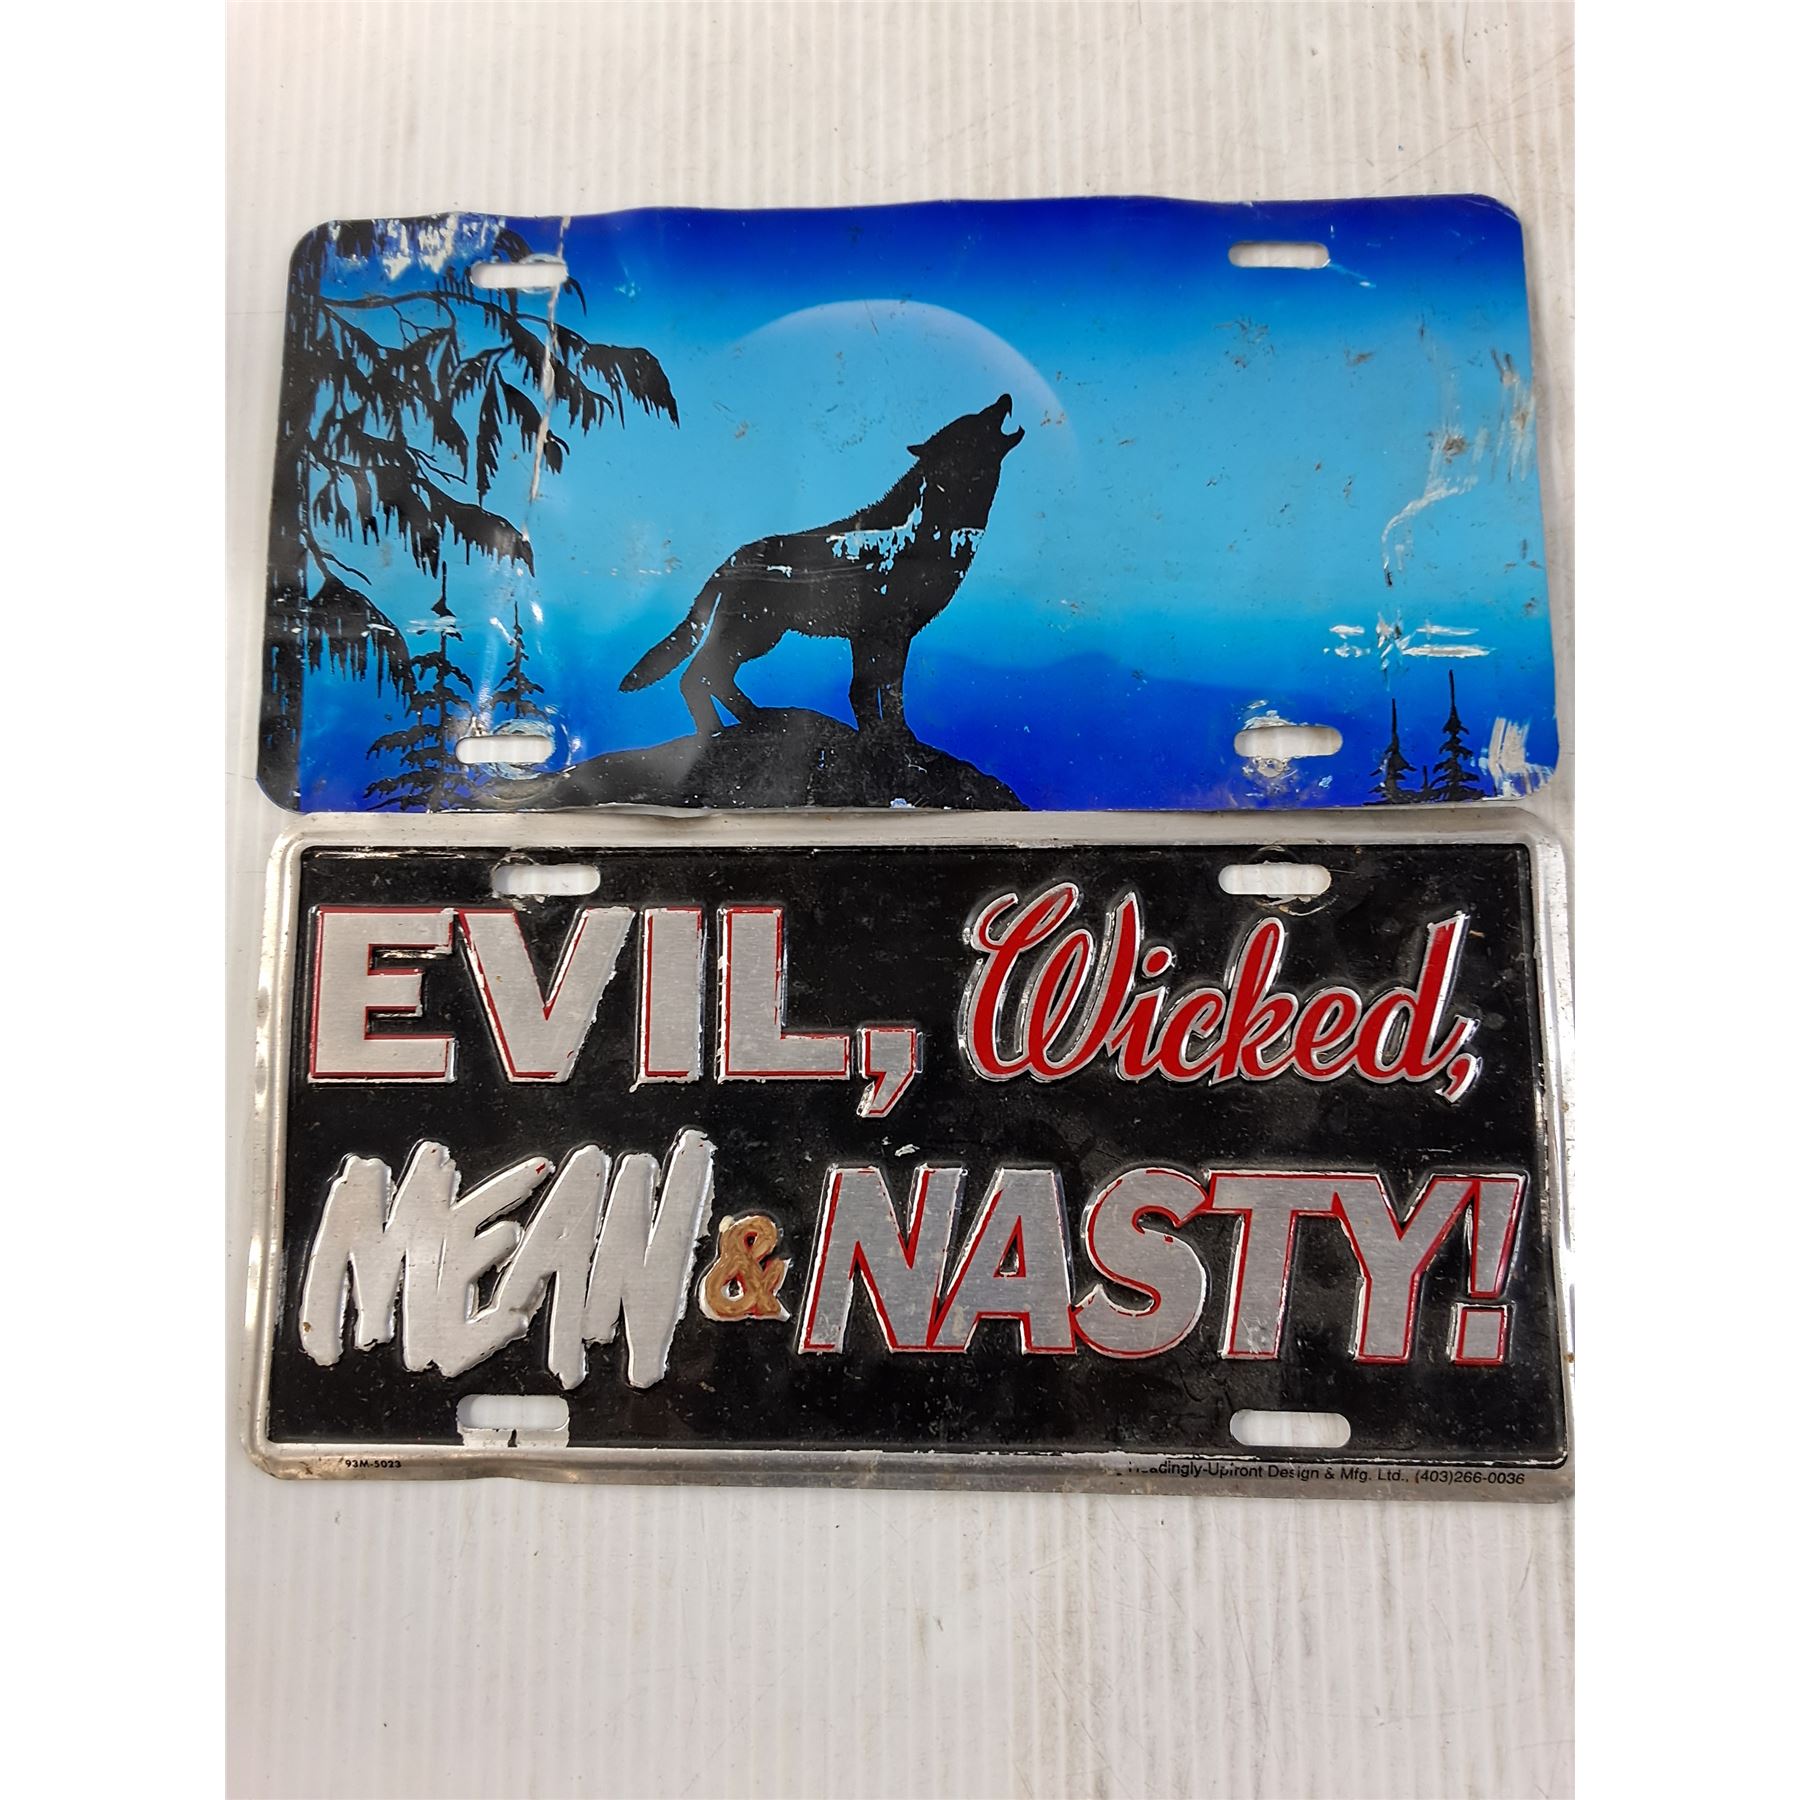 EVIL, Wicked,
MEAN & NASTY!
93M-5023
Upfront Design & Mfg. Ltd., (403)266-0036